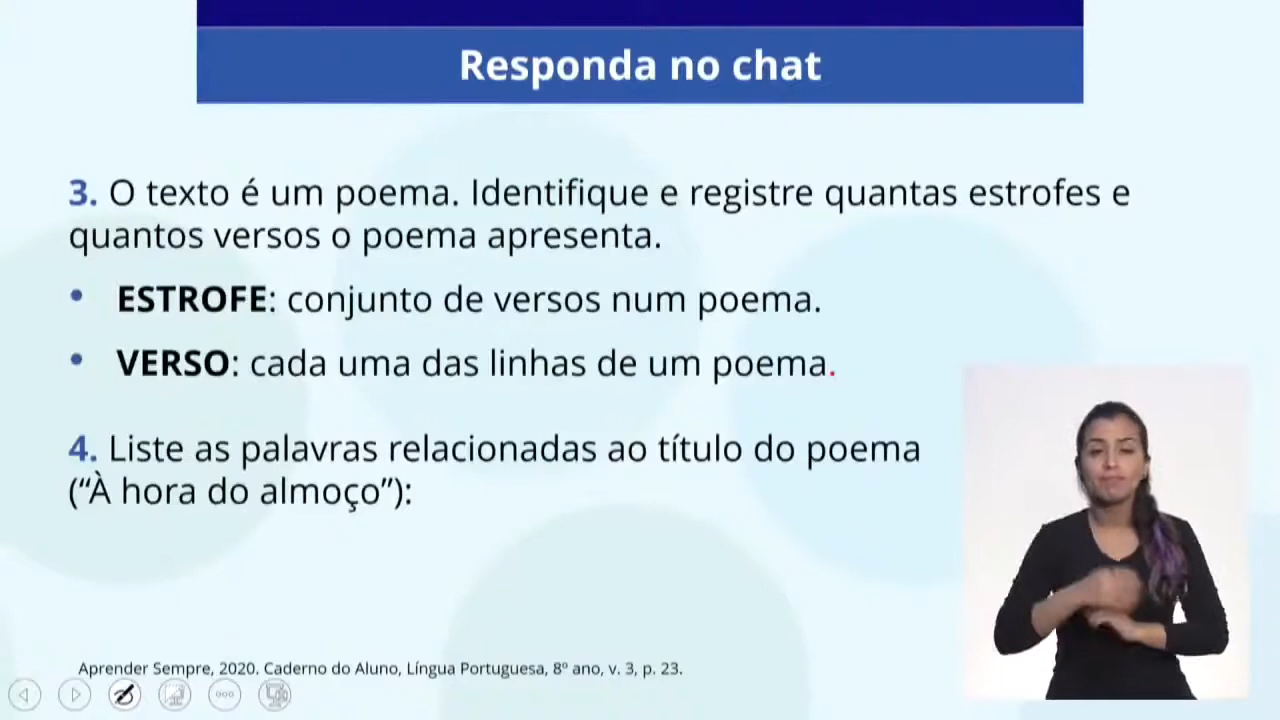 Responda no chat
3. O texto é um poema. Identifique e registre quantas estrofes e
quantos versos o poema apresenta.
• ESTROFE: conjunto de versos num poema.
• VERSO: cada uma das linhas de um poema.
4. Liste as palavras relacionadas ao título do poema
(“À hora do almoço”):
Aprender Sempre, 2020. Caderno do Aluno, Língua Portuguesa, 8º ano, v. 3, p. 23.